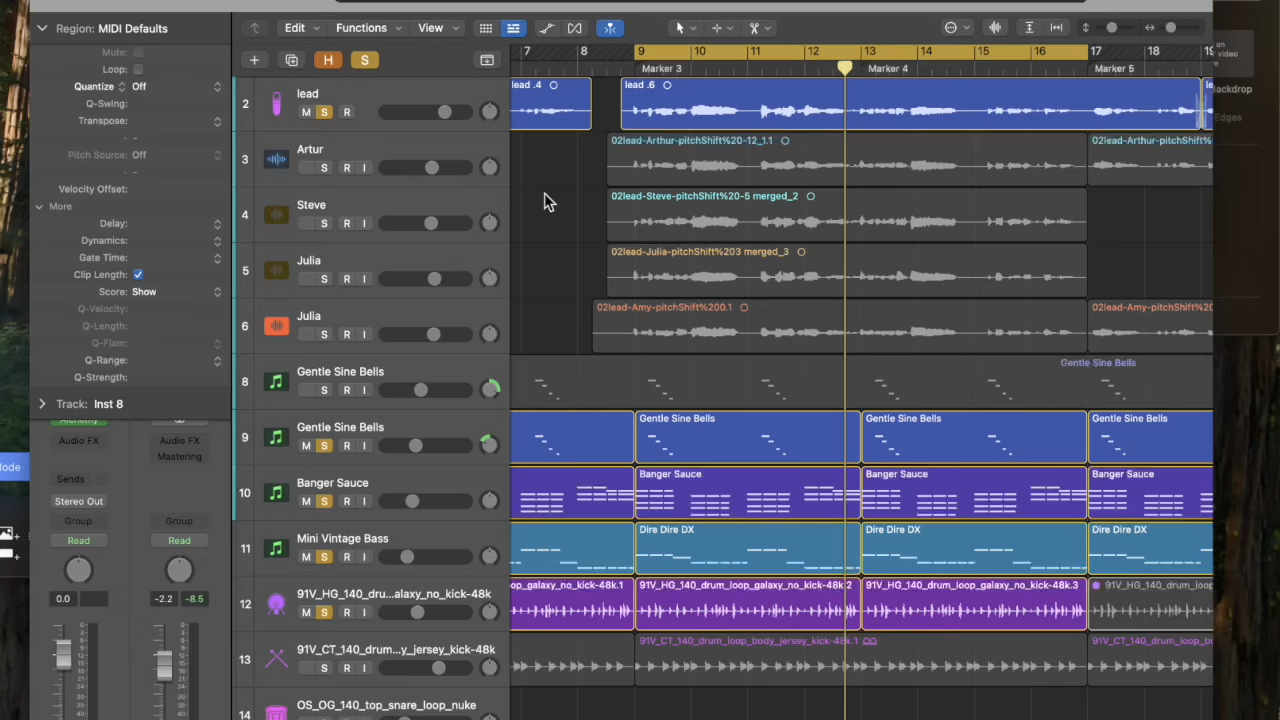 Region: MIDI Defaults
Edit
Functions
View
Mute:
Loop:
Quantize Off
Q-Swing:
Transpose:
Pitch Source: Off
Velocity Offset:
More
Delay:
Dynamics:
Gate Time:
Clip Length:
Score: Show
Q-Velocity:
Q-Length:
Q-Flam:
Q-Range:
Q-Strength:
Track: Inst 8
Audio FX
Audio FX
Mastering
Sends
Stereo Out
Group
Group
Read
Read
0.0
-2.2 -8.5
H S
7 8 9 10 11 12 13 14 15 16 17 18 19
Marker 3
Marker 4
Marker 5
2 lead
M S R
lead .4
lead .6
3 Artur
S R I
02lead-Arthur-pitchShift%20-12_1.1
02lead-Arthur-pitchShift%
4 Steve
S R I
02lead-Steve-pitchShift%20-5 merged_2
5 Julia
S R I
02lead-Julia-pitchShift%203 merged_3
6 Julia
S R I
02lead-Amy-pitchShift%200.1
02lead-Amy-pitchShift%20
8 Gentle Sine Bells
S R I
Gentle Sine Bells
9 Gentle Sine Bells
M S R I
Gentle Sine Bells
Gentle Sine Bells
Gentle Sine Bells
10 Banger Sauce
M S R I
Banger Sauce
Banger Sauce
Banger Sauce
11 Mini Vintage Bass
M S R I
Dire Dire DX
Dire Dire DX
Dire Dire DX
12 91V_HG_140_dru...alaxy_no_kick-48k
M S R I
op_galaxy_no_kick-48k.1
91V_HG_140_drum_loop_galaxy_no_kick-48k.2
91V_HG_140_drum_loop_galaxy_no_kick-48k.3
91V_HG_140_drum_loo
13 91V_CT_140_drum...y_jersey_kick-48k
S R I
91V_CT_140_drum_loop_body_jersey_kick-48k.1
91V_CT_140_drum_loop_b
14 OS_OG_140_top_snare_loop_nuke
an
video
ackdrop
Edges